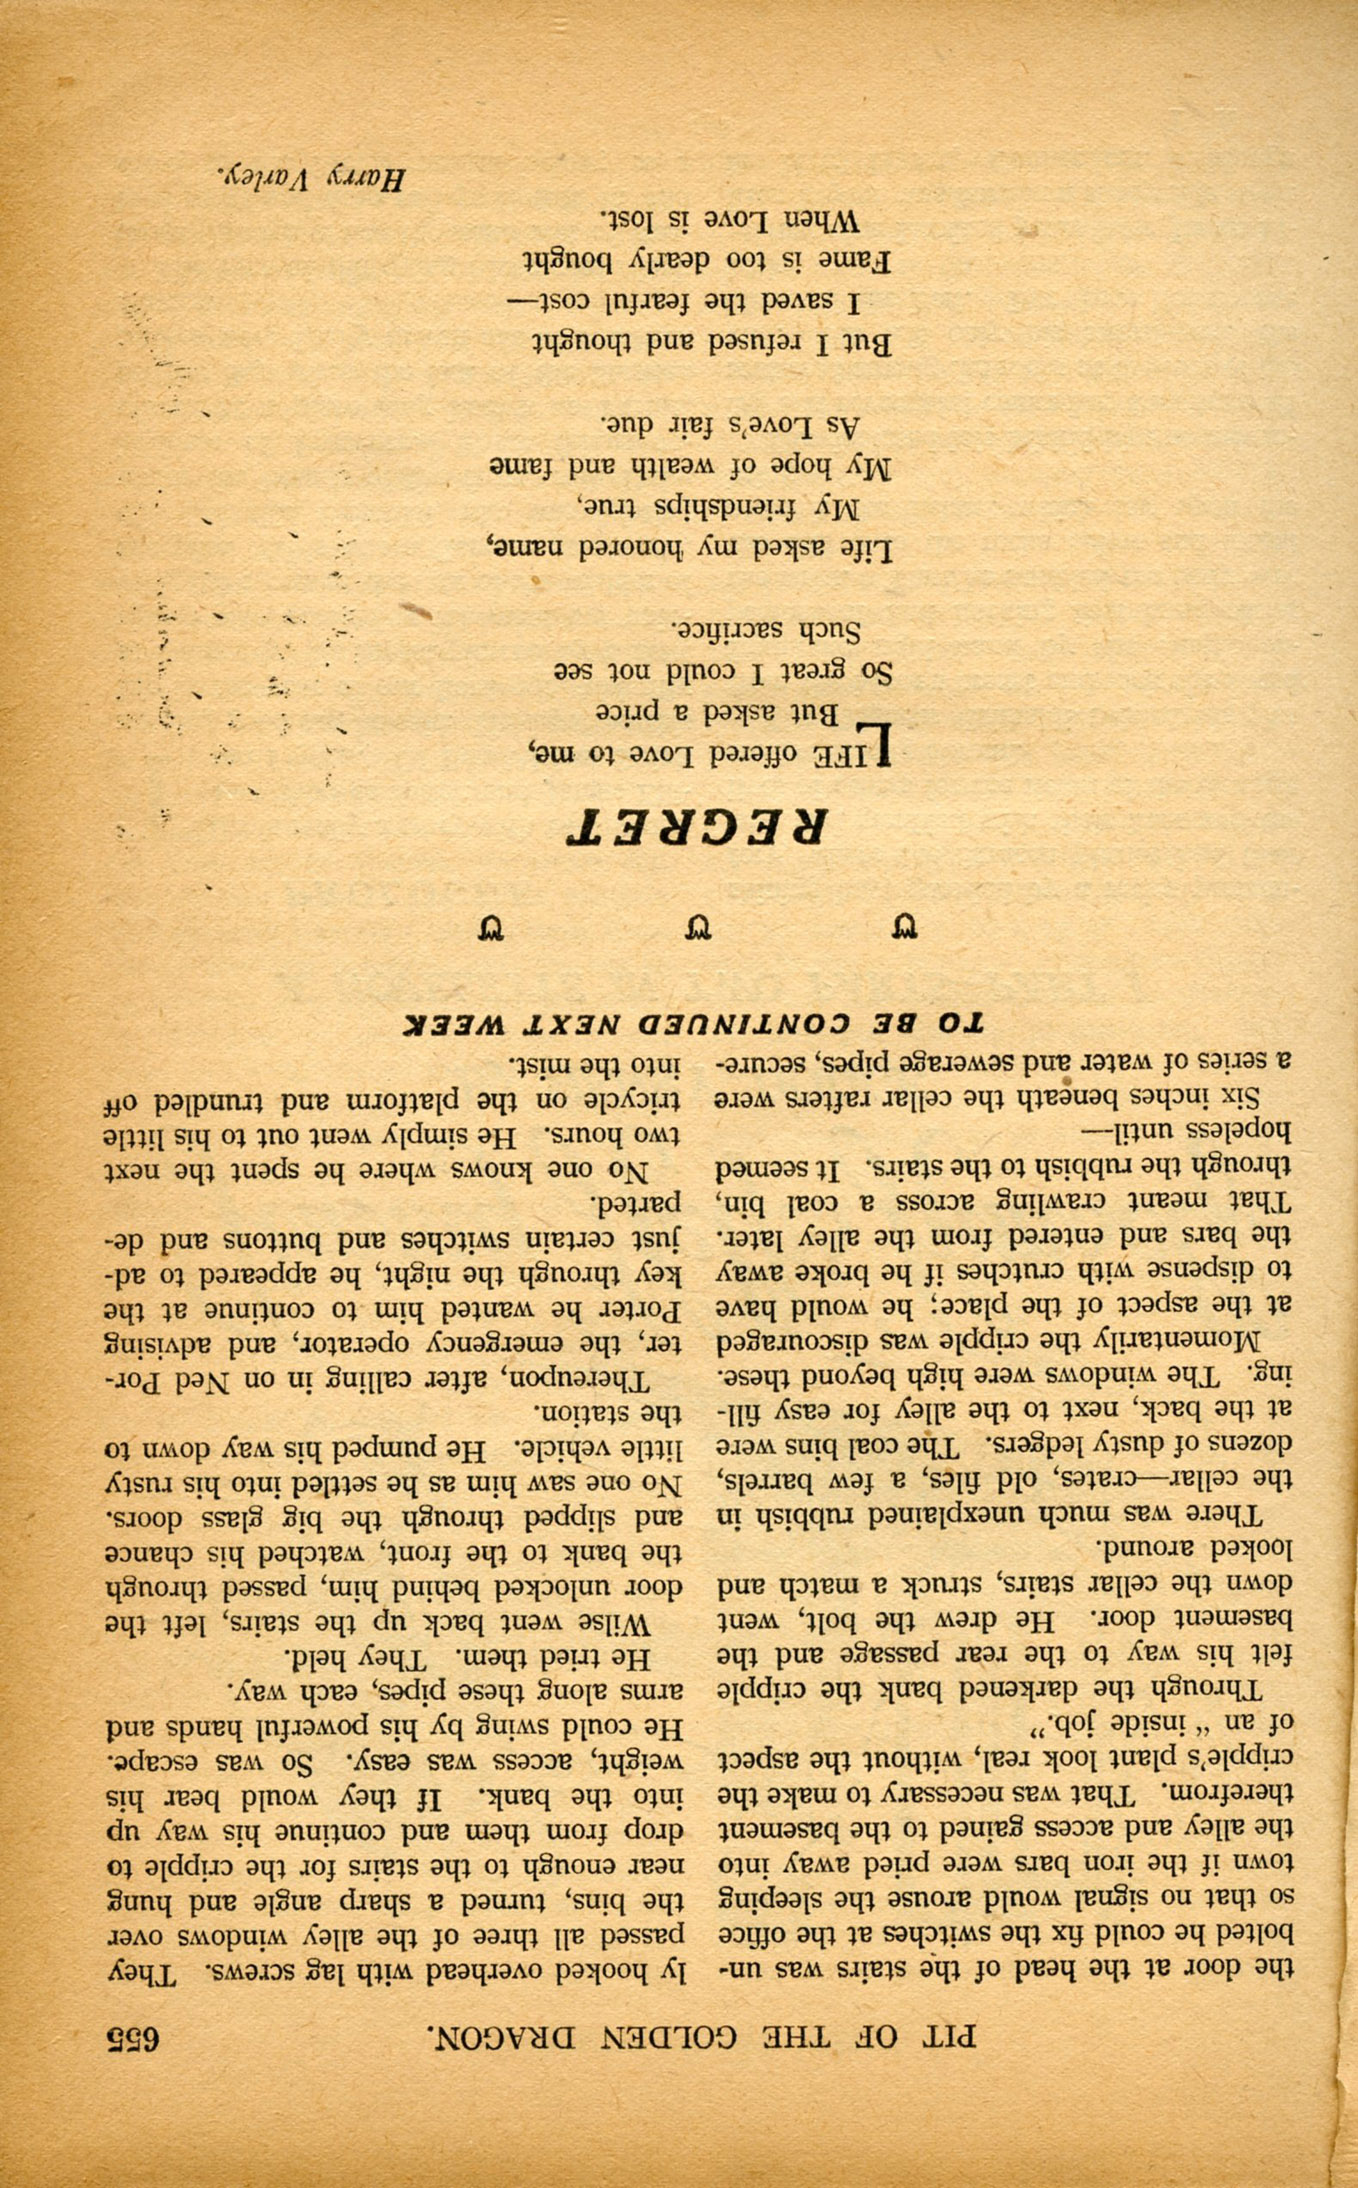 PIT OF THE GOLDEN DRAGON. 655
the door at the head of the stairs was un-
bolted he could fix the switches at the office
so that no signal would arouse the sleeping
town if the iron bars were pried away into
the alley and access gained to the basement
therefrom. That was necessary to make the
cripple's plant look real, without the aspect
of an “ inside job.”
Through the darkened bank the cripple
felt his way to the rear passage and the
basement door. He drew the bolt, went
down the cellar stairs, struck a match and
looked around.
There was much unexplained rubbish in
the cellar—crates, old files, a few barrels,
dozens of dusty ledgers. The coal bins were
at the back, next to the alley for easy fill-
ing. The windows were high beyond these.
Momentarily the cripple was discouraged
at the aspect of the place; he would have
to dispense with crutches if he broke away
the bars and entered from the alley later.
That meant crawling across a coal bin,
through the rubbish to the stairs. It seemed
hopeless until—
Six inches beneath the cellar rafters were
a series of water and sewerage pipes, secure-
ly hooked overhead with lag screws. They
passed all three of the alley windows over
the bins, turned a sharp angle and hung
near enough to the stairs for the cripple to
drop from them and continue his way up
into the bank. If they would bear his
weight, access was easy. So was escape.
He could swing by his powerful hands and
arms along these pipes, each way.
He tried them. They held.
Wilse went back up the stairs, left the
door unlocked behind him, passed through
the bank to the front, watched his chance
and slipped through the big glass doors.
No one saw him as he settled into his rusty
little vehicle. He pumped his way down to
the station.
Thereupon, after calling in on Ned Por-
ter, the emergency operator, and advising
Porter he wanted him to continue at the
key through the night, he appeared to ad-
just certain switches and buttons and de-
parted.
No one knows where he spent the next
two hours. He simply went out to his little
tricycle on the platform and trundled off
into the mist.
TO BE CONTINUED NEXT WEEK
REGRET
LIFE offered Love to me,
But asked a price
So great I could not see
Such sacrifice.
Life asked my honored name,
My friendships true,
My hope of wealth and fame
As Love's fair due.
But I refused and thought
I saved the fearful cost—
Fame is too dearly bought
When Love is lost.
Harry Varley.